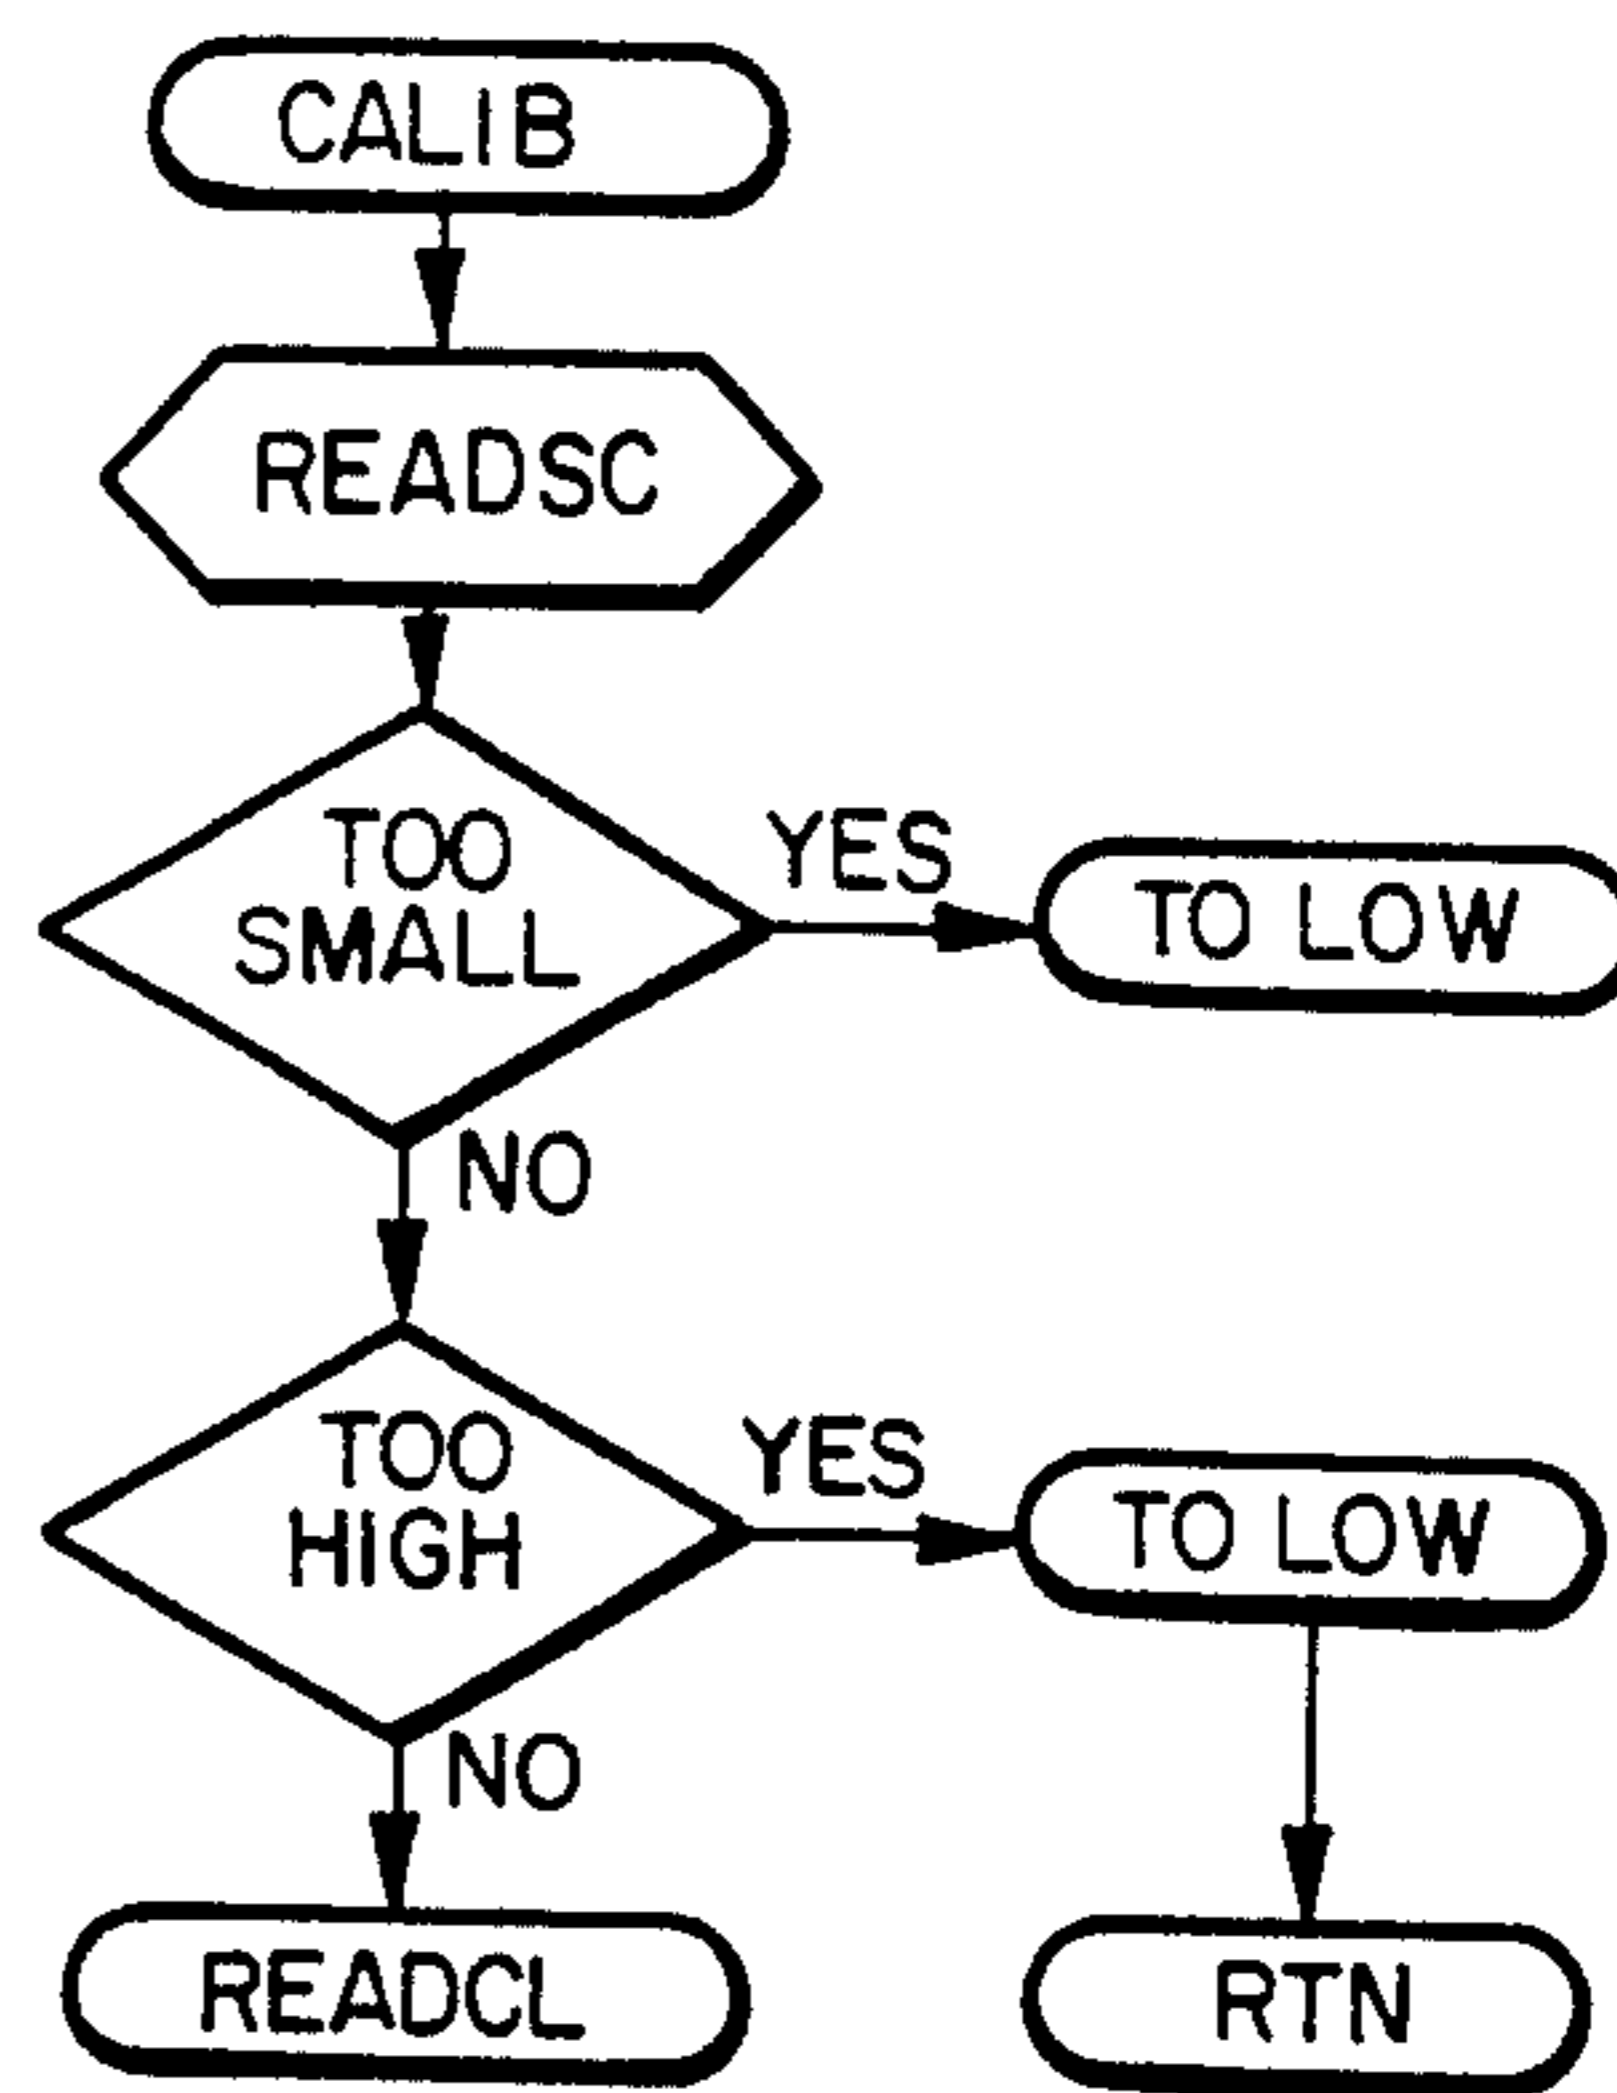 CALIB
READSC
TOO
SMALL
YES
TO LOW
NO
TOO
HIGH
YES
TO LOW
NO
READCL
RTN